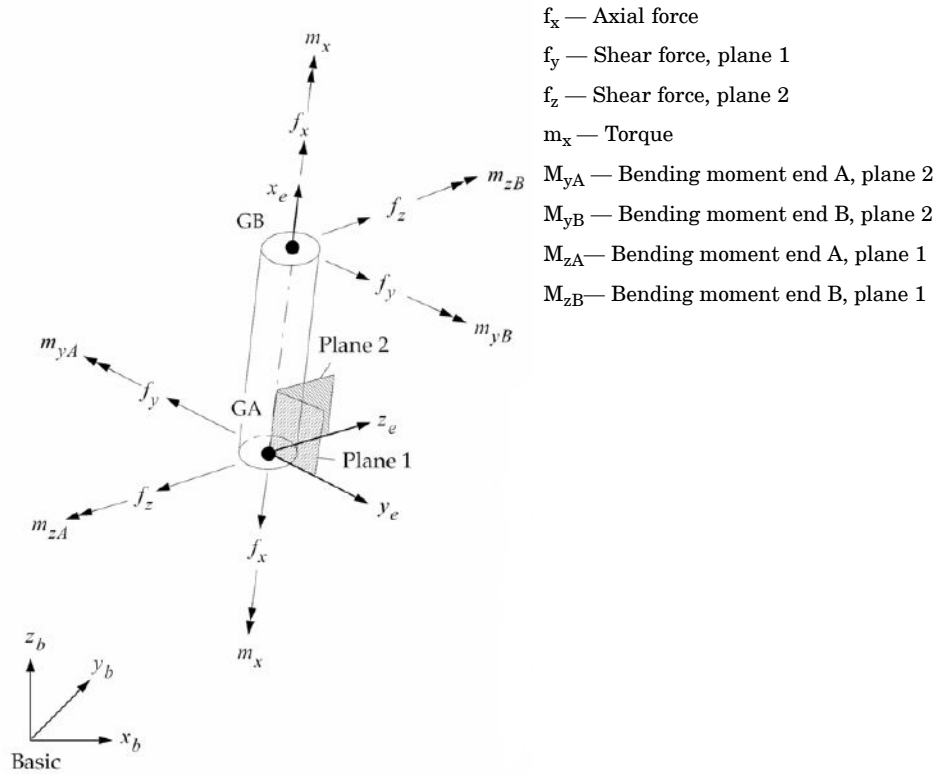 f_x — Axial force
f_y — Shear force, plane 1
f_z — Shear force, plane 2
m_x — Torque
M_yA — Bending moment end A, plane 2
M_yB — Bending moment end B, plane 2
M_zA— Bending moment end A, plane 1
M_zB— Bending moment end B, plane 1
m_x
f_x
x_e
m_zB
f_z
GB
f_y
m_yB
m_yA
Plane 2
f_y
GA
z_e
Plane 1
f_z
y_e
m_zA
f_x
m_x
z_b
y_b
x_b
Basic